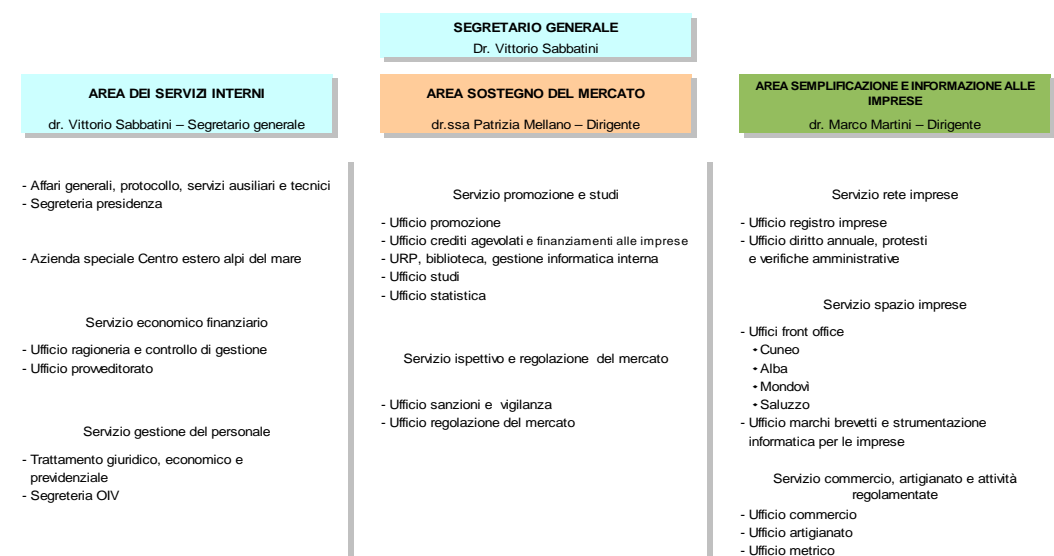 SEGRETARIO GENERALE
Dr. Vittorio Sabbatini
AREA DEI SERVIZI INTERNI
dr. Vittorio Sabbatini – Segretario generale
- Affari generali, protocollo, servizi ausiliari e tecnici
- Segreteria presidenza
- Azienda speciale Centro estero alpi del mare
Servizio economico finanziario
- Ufficio ragioneria e controllo di gestione
- Ufficio provveditorato
Servizio gestione del personale
- Trattamento giuridico, economico e
previdenziale
- Segreteria OIV
AREA SOSTEGNO DEL MERCATO
dr.ssa Patrizia Mellano – Dirigente
Servizio promozione e studi
- Ufficio promozione
- Ufficio crediti agevolati e finanziamenti alle imprese
- URP, biblioteca, gestione informatica interna
- Ufficio studi
- Ufficio statistica
Servizio ispettivo e regolazione del mercato
- Ufficio sanzioni e vigilanza
- Ufficio regolazione del mercato
AREA SEMPLIFICAZIONE E INFORMAZIONE ALLE
IMPRESE
dr. Marco Martini – Dirigente
Servizio rete imprese
- Ufficio registro imprese
- Ufficio diritto annuale, protesti
e verifiche amministrative
Servizio spazio imprese
- Uffici front office
• Cuneo
• Alba
• Mondovì
• Saluzzo
- Ufficio marchi brevetti e strumentazione
informatica per le imprese
Servizio commercio, artigianato e attività
regolamentate
- Ufficio commercio
- Ufficio artigianato
- Ufficio metrico